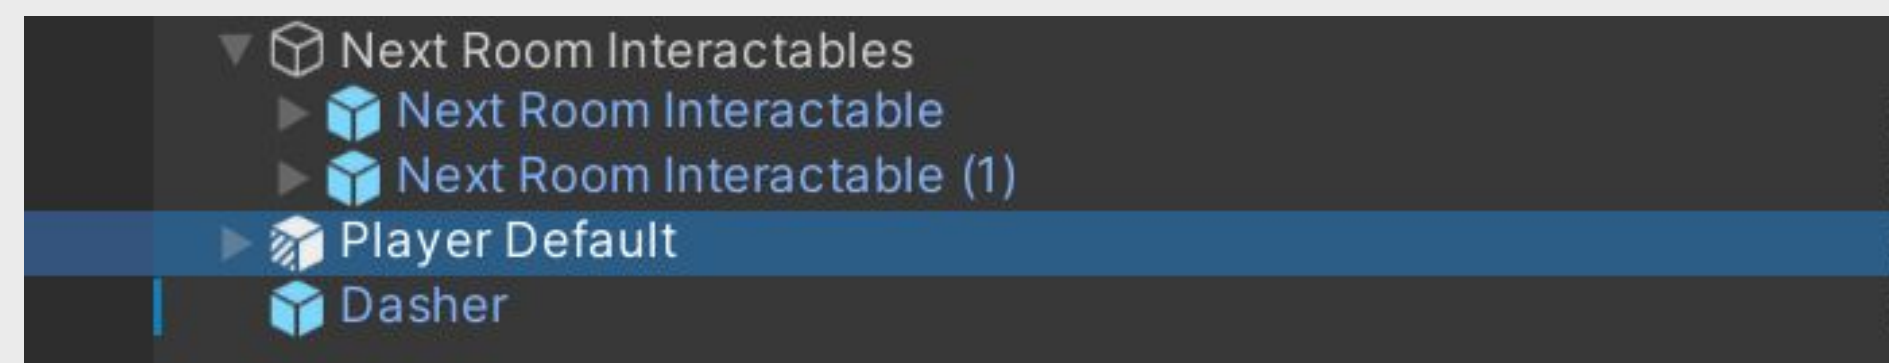 Next Room Interactables
Next Room Interactable
Next Room Interactable (1)
Player Default
Dasher